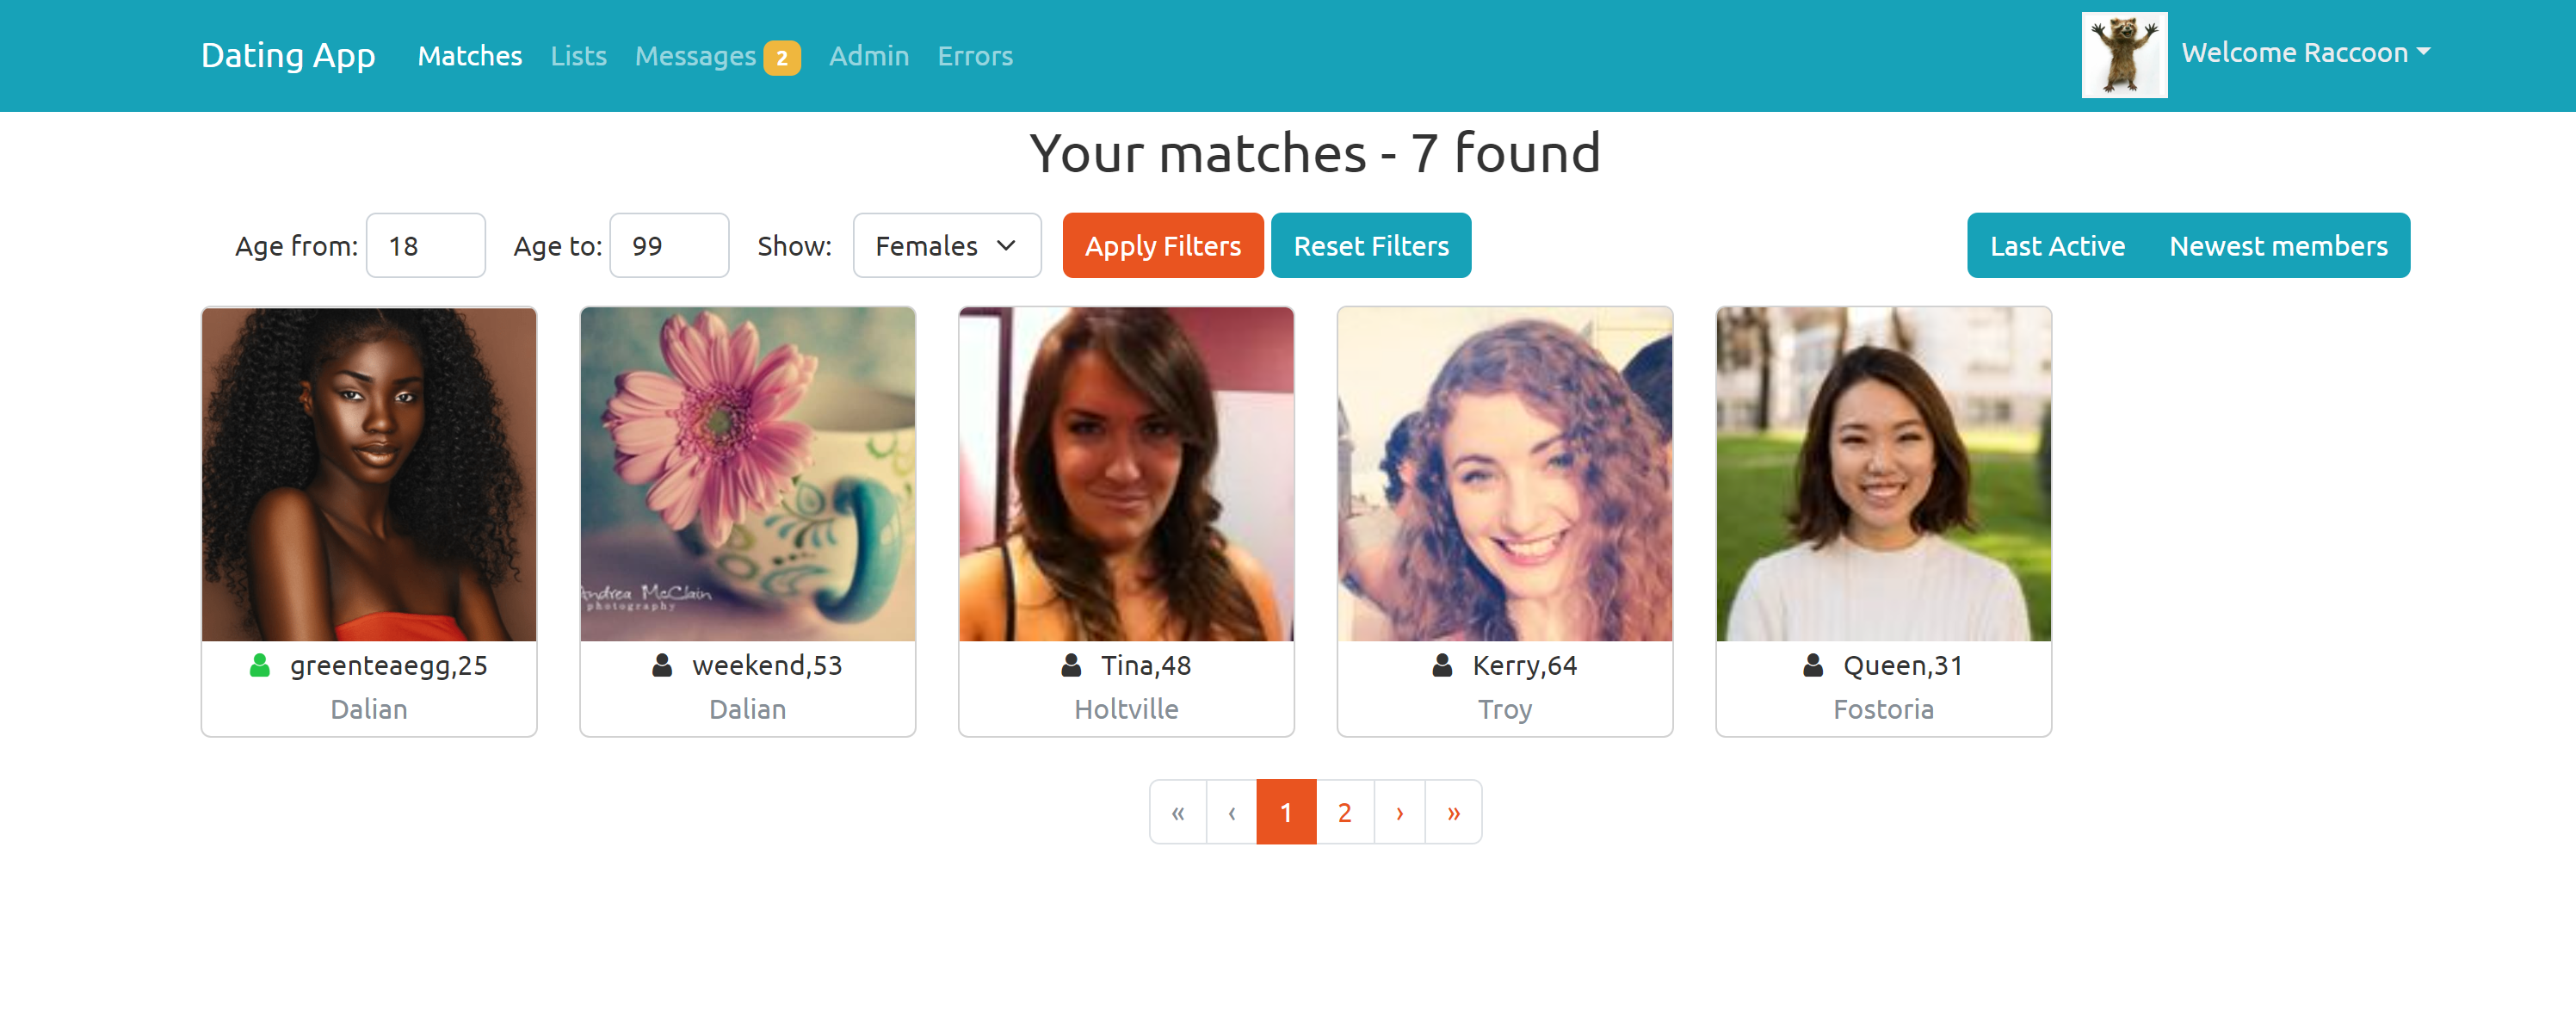 Dating App Matches Lists Messages 2 Admin Errors Welcome Raccoon
Your matches - 7 found
Age from: 18 Age to: 99 Show: Females Apply Filters Reset Filters Last Active Newest members
Andrea McClain
photography
greenteaegg,25
Dalian
weekend,53
Dalian
Tina,48
Holtville
Kerry,64
Troy
Queen,31
Fostoria
« ‹ 1 2 › »